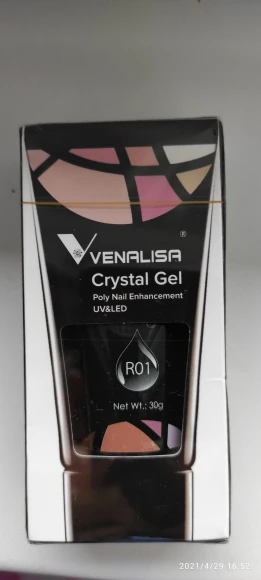 ®
VENALISA
Crystal Gel
Poly Nail Enhancement
UV&LED
R01
Net Wt.: 30g
2021/4/29 16:52